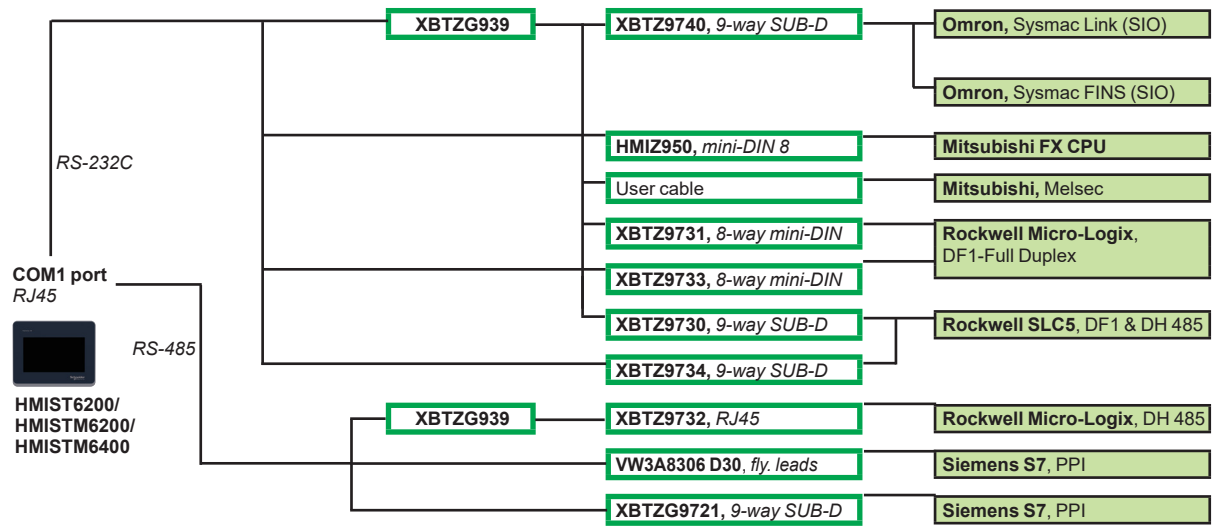 XBTZG939
XBTZ9740, 9-way SUB-D
Omron, Sysmac Link (SIO)
Omron, Sysmac FINS (SIO)
RS-232C
HMIZ950, mini-DIN 8
Mitsubishi FX CPU
User cable
Mitsubishi, Melsec
XBTZ9731, 8-way mini-DIN
Rockwell Micro-Logix,
DF1-Full Duplex
COM1 port
RJ45
XBTZ9733, 8-way mini-DIN
XBTZ9730, 9-way SUB-D
Rockwell SLC5, DF1 & DH 485
RS-485
XBTZ9734, 9-way SUB-D
HMIST6200/
HMISTM6200/
HMISTM6400
XBTZG939
XBTZ9732, RJ45
Rockwell Micro-Logix, DH 485
VW3A8306 D30, fly. leads
Siemens S7, PPI
XBTZG9721, 9-way SUB-D
Siemens S7, PPI